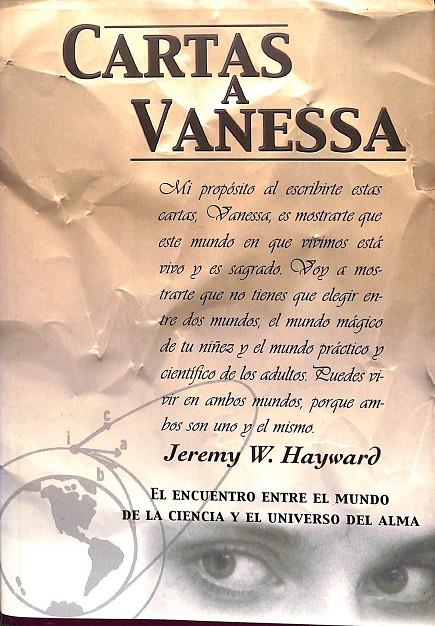 CARTAS
A
VANESSA
Mi propósito al escribirte estas
cartas, Vanessa, es mostrarte que
este mundo en que vivimos está
vivo y es sagrado. Voy a mos-
trarte que no tienes que elegir en-
tre dos mundos, el mundo mágico
de tu niñez y el mundo práctico y
científico de los adultos. Puedes vi-
vir en ambos mundos, porque am-
bos son uno y el mismo.
Jeremy W. Hayward
c
i
a
b
EL ENCUENTRO ENTRE EL MUNDO
DE LA CIENCIA Y EL UNIVERSO DEL ALMA